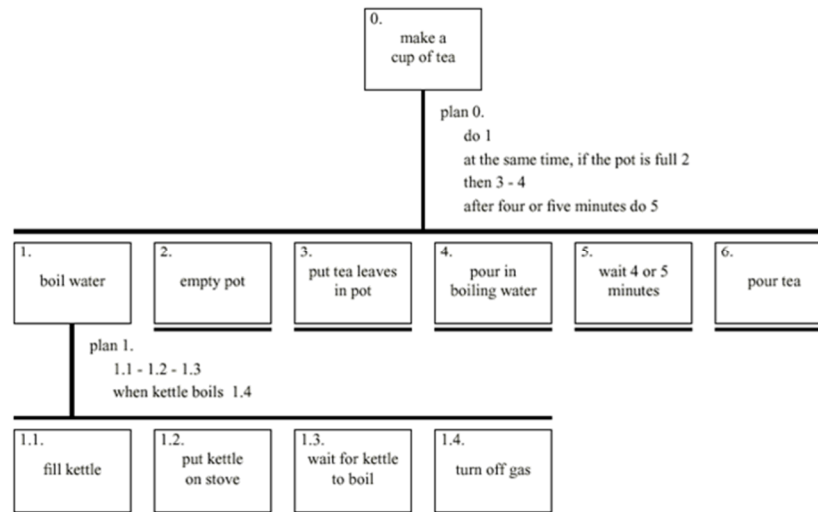 0.
make a
cup of tea
plan 0.
do 1
at the same time, if the pot is full 2
then 3 - 4
after four or five minutes do 5
1.
boil water
2.
empty pot
3.
put tea leaves
in pot
4.
pour in
boiling water
5.
wait 4 or 5
minutes
6.
pour tea
plan 1.
1.1 - 1.2 - 1.3
when kettle boils 1.4
1.1.
fill kettle
1.2.
put kettle
on stove
1.3.
wait for kettle
to boil
1.4.
turn off gas